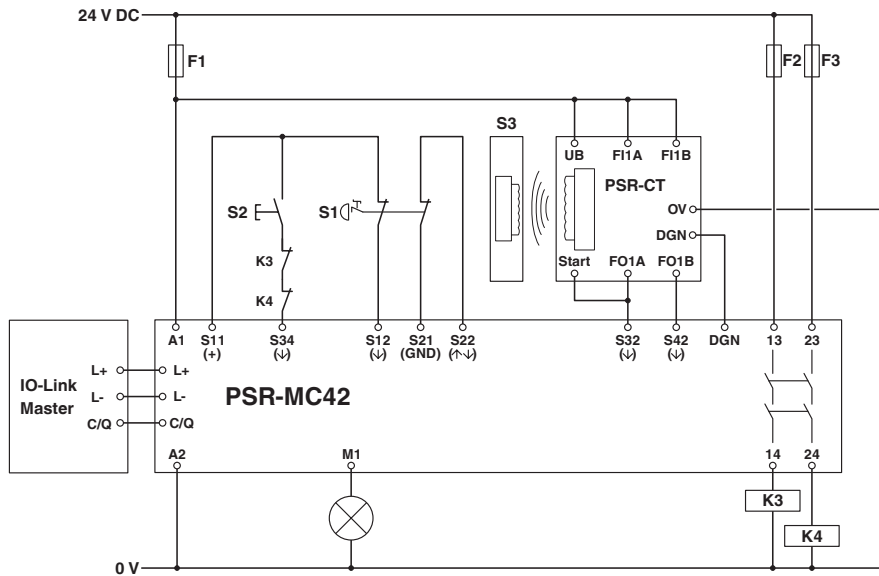 24 V DC
F1
F2 F3
S3
UB FI1A FI1B
PSR-CT
0V
DGN
S2
S1
K3
Start FO1A FO1B
K4
A1 S11 S34 S12 S21 S22 S32 S42 DGN 13 23
(+) (↓) (↓) (GND) (↑↓) (↓) (↓)
IO-Link
Master
L+ L+
L- L-
C/Q C/Q
PSR-MC42
A2 M1 14 24
K3
K4
0 V